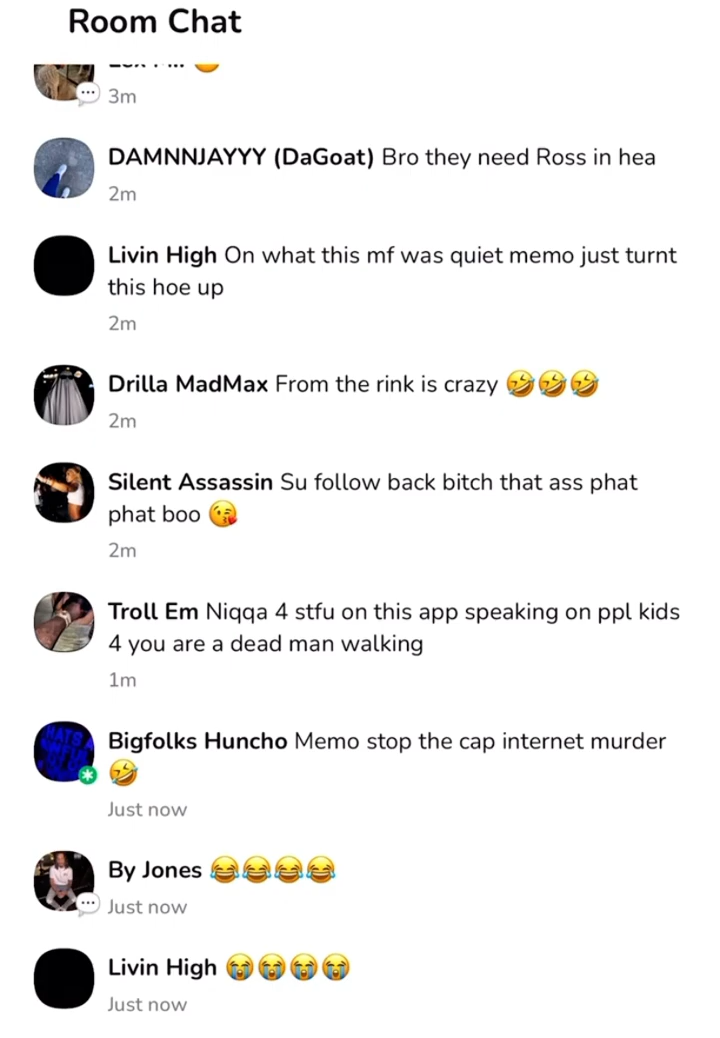 Room Chat
3m
DAMNNJAYYY (DaGoat) Bro they need Ross in hea
2m
Livin High On what this mf was quiet memo just turnt
this hoe up
2m
Drilla MadMax From the rink is crazy 🤣🤣🤣
2m
Silent Assassin Su follow back bitch that ass phat
phat boo 😘
2m
Troll Em Niqqa 4 stfu on this app speaking on ppl kids
4 you are a dead man walking
1m
Bigfolks Huncho Memo stop the cap internet murder
🤣
Just now
By Jones 😂😂😂😂
Just now
Livin High 😭😭😭😭
Just now